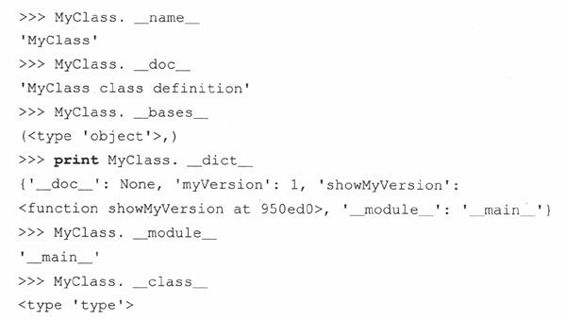 >>> MyClass. __name__
'MyClass'
>>> MyClass. __doc__
'MyClass class definition'
>>> MyClass. __bases__
(<type 'object'>,)
>>> print MyClass. __dict__
{'__doc__': None, 'myVersion': 1, 'showMyVersion':
<function showMyVersion at 950ed0>, '__module__': '__main__'}
>>> MyClass. __module__
'__main__'
>>> MyClass. __class__
<type 'type'>